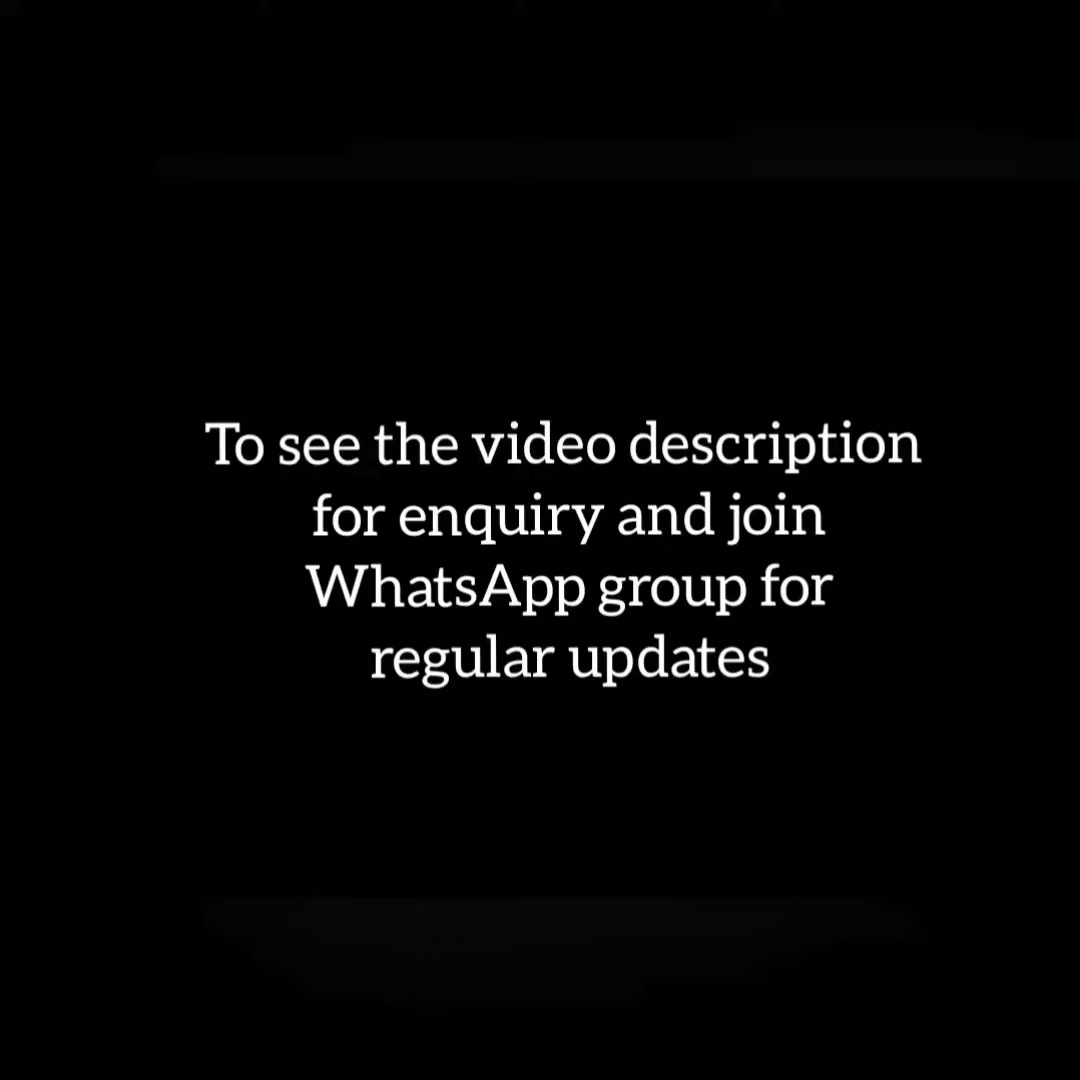 To see the video description
for enquiry and join
WhatsApp group for
regular updates